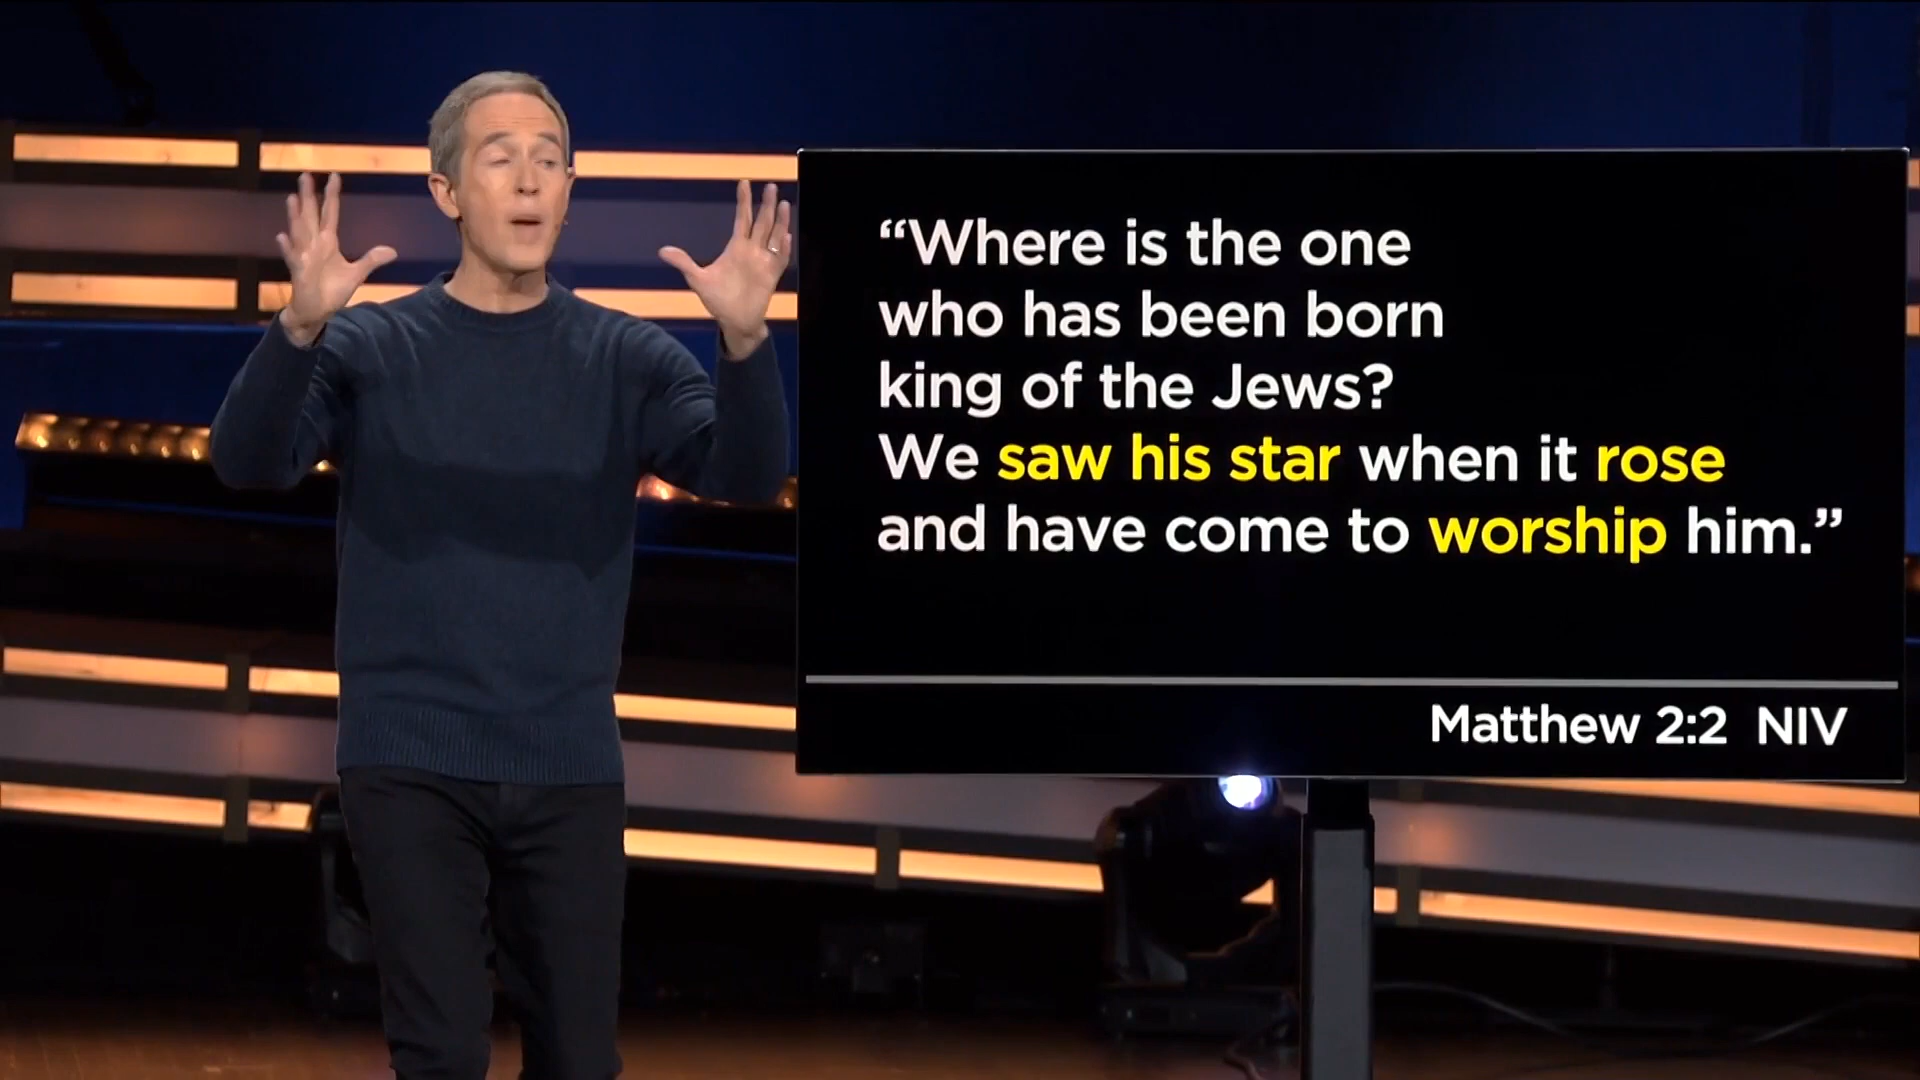 “Where is the one
who has been born
king of the Jews?
We saw his star when it rose
and have come to worship him.”
Matthew 2:2 NIV